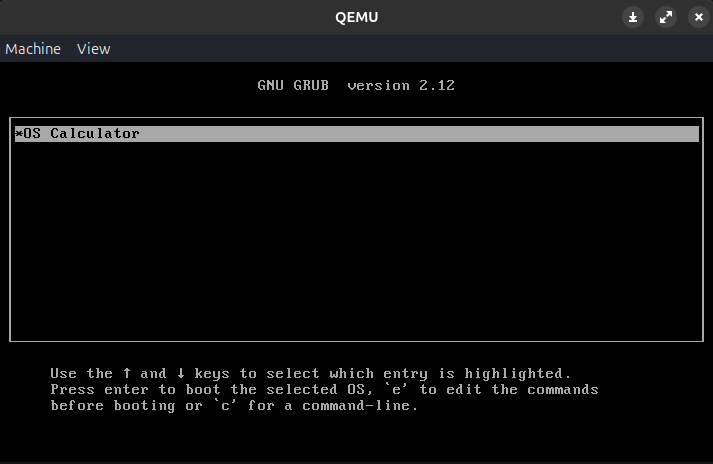 QEMU
Machine View
GNU GRUB version 2.12
*OS Calculator
Use the ↑ and ↓ keys to select which entry is highlighted.
Press enter to boot the selected OS, `e' to edit the commands
before booting or `c' for a command-line.